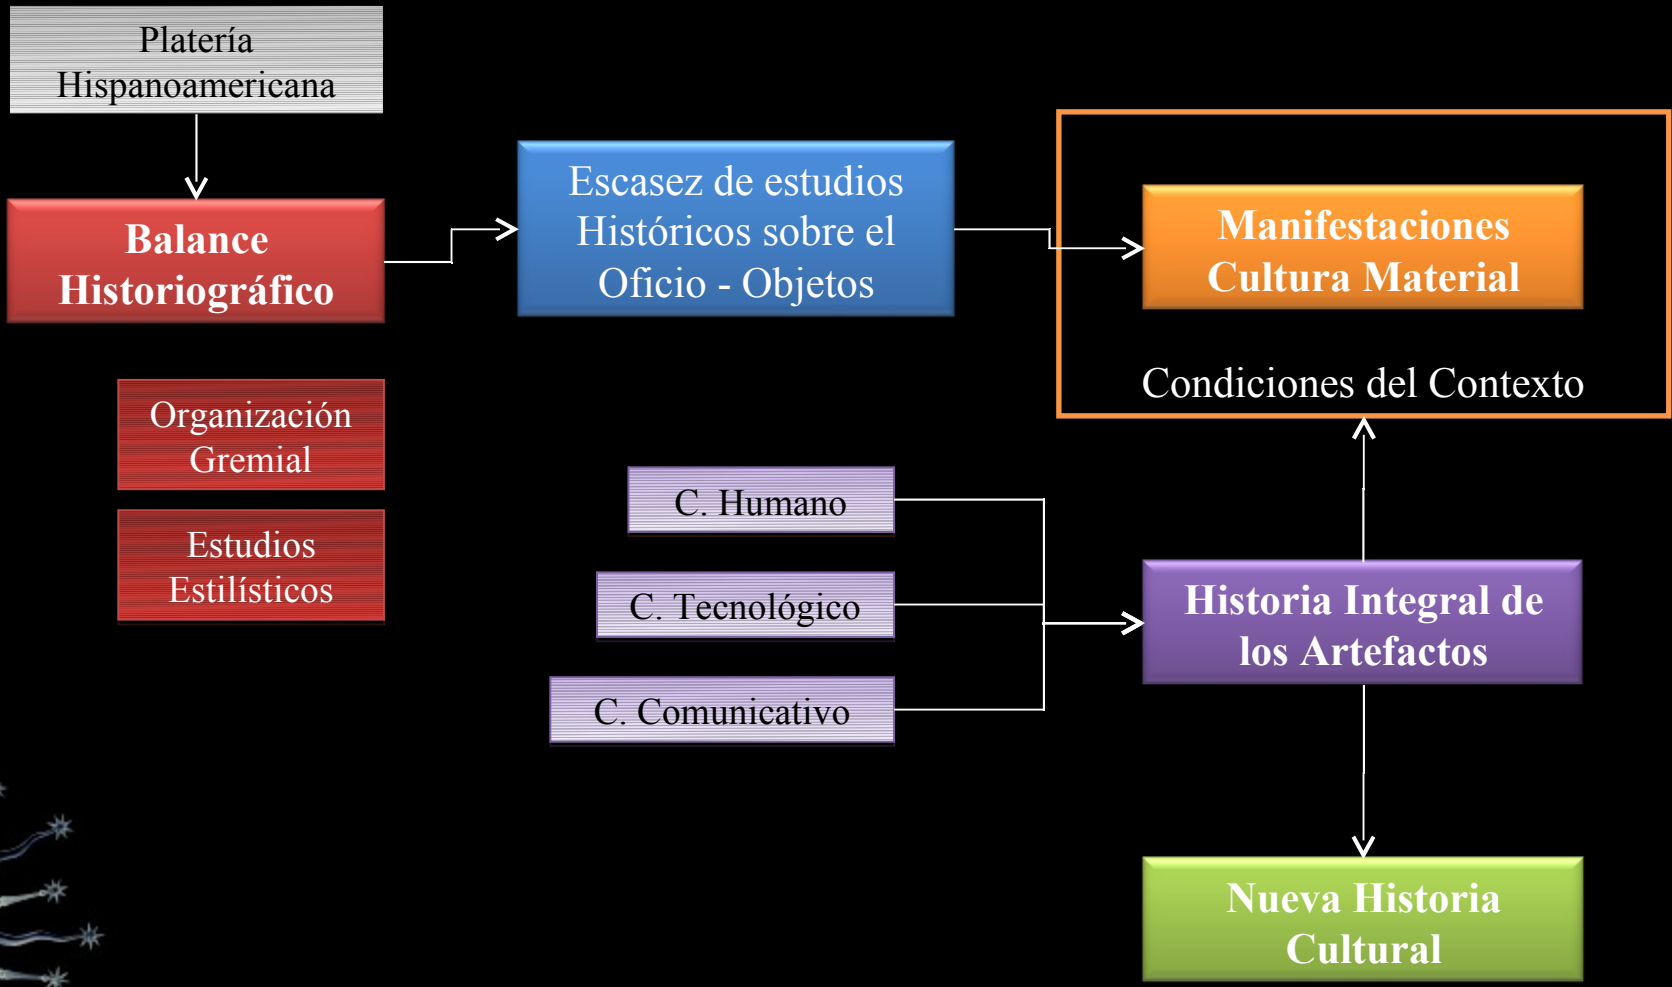 Platería
Hispanoamericana
Balance
Historiográfico
Escasez de estudios
Históricos sobre el
Oficio - Objetos
Manifestaciones
Cultura Material
Condiciones del Contexto
Organización
Gremial
Estudios
Estilísticos
C. Humano
C. Tecnológico
C. Comunicativo
Historia Integral de
los Artefactos
Nueva Historia
Cultural